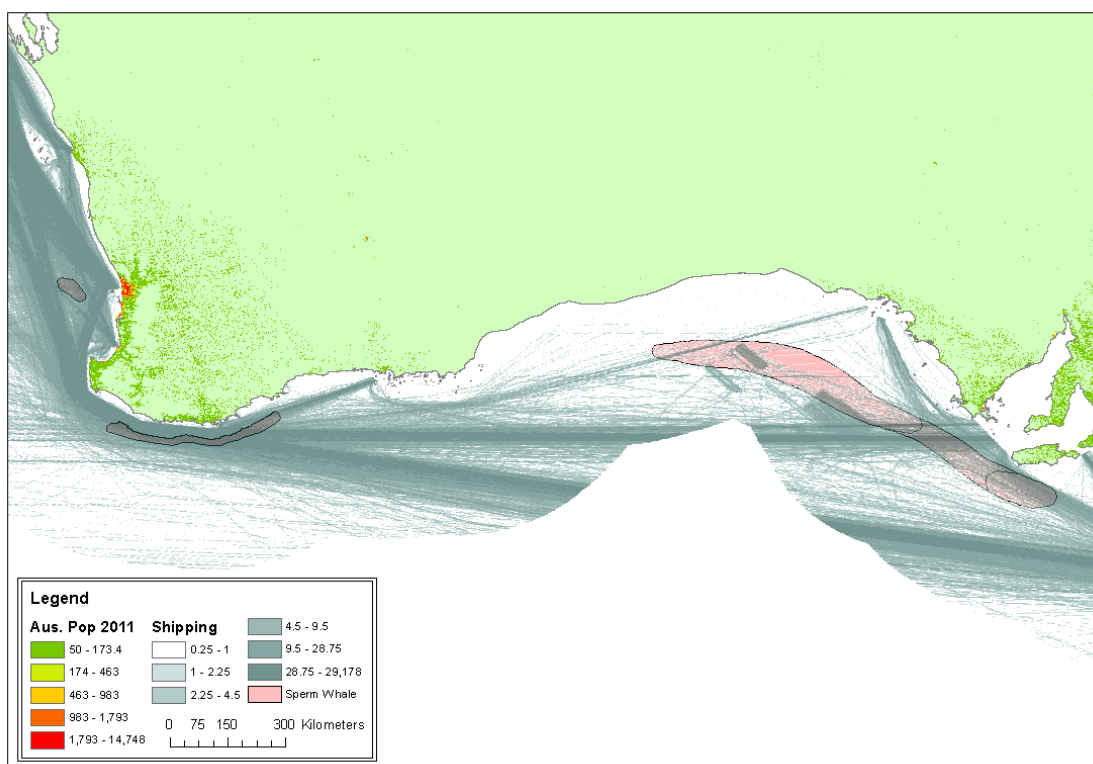 Legend
Aus. Pop 2011
50 - 173.4
174 - 463
463 - 983
983 - 1,793
1,793 - 14,748
Shipping
0.25 - 1
1 - 2.25
2.25 - 4.5
4.5 - 9.5
9.5 - 28.75
28.75 - 29,178
Sperm Whale
0 75 150 300 Kilometers